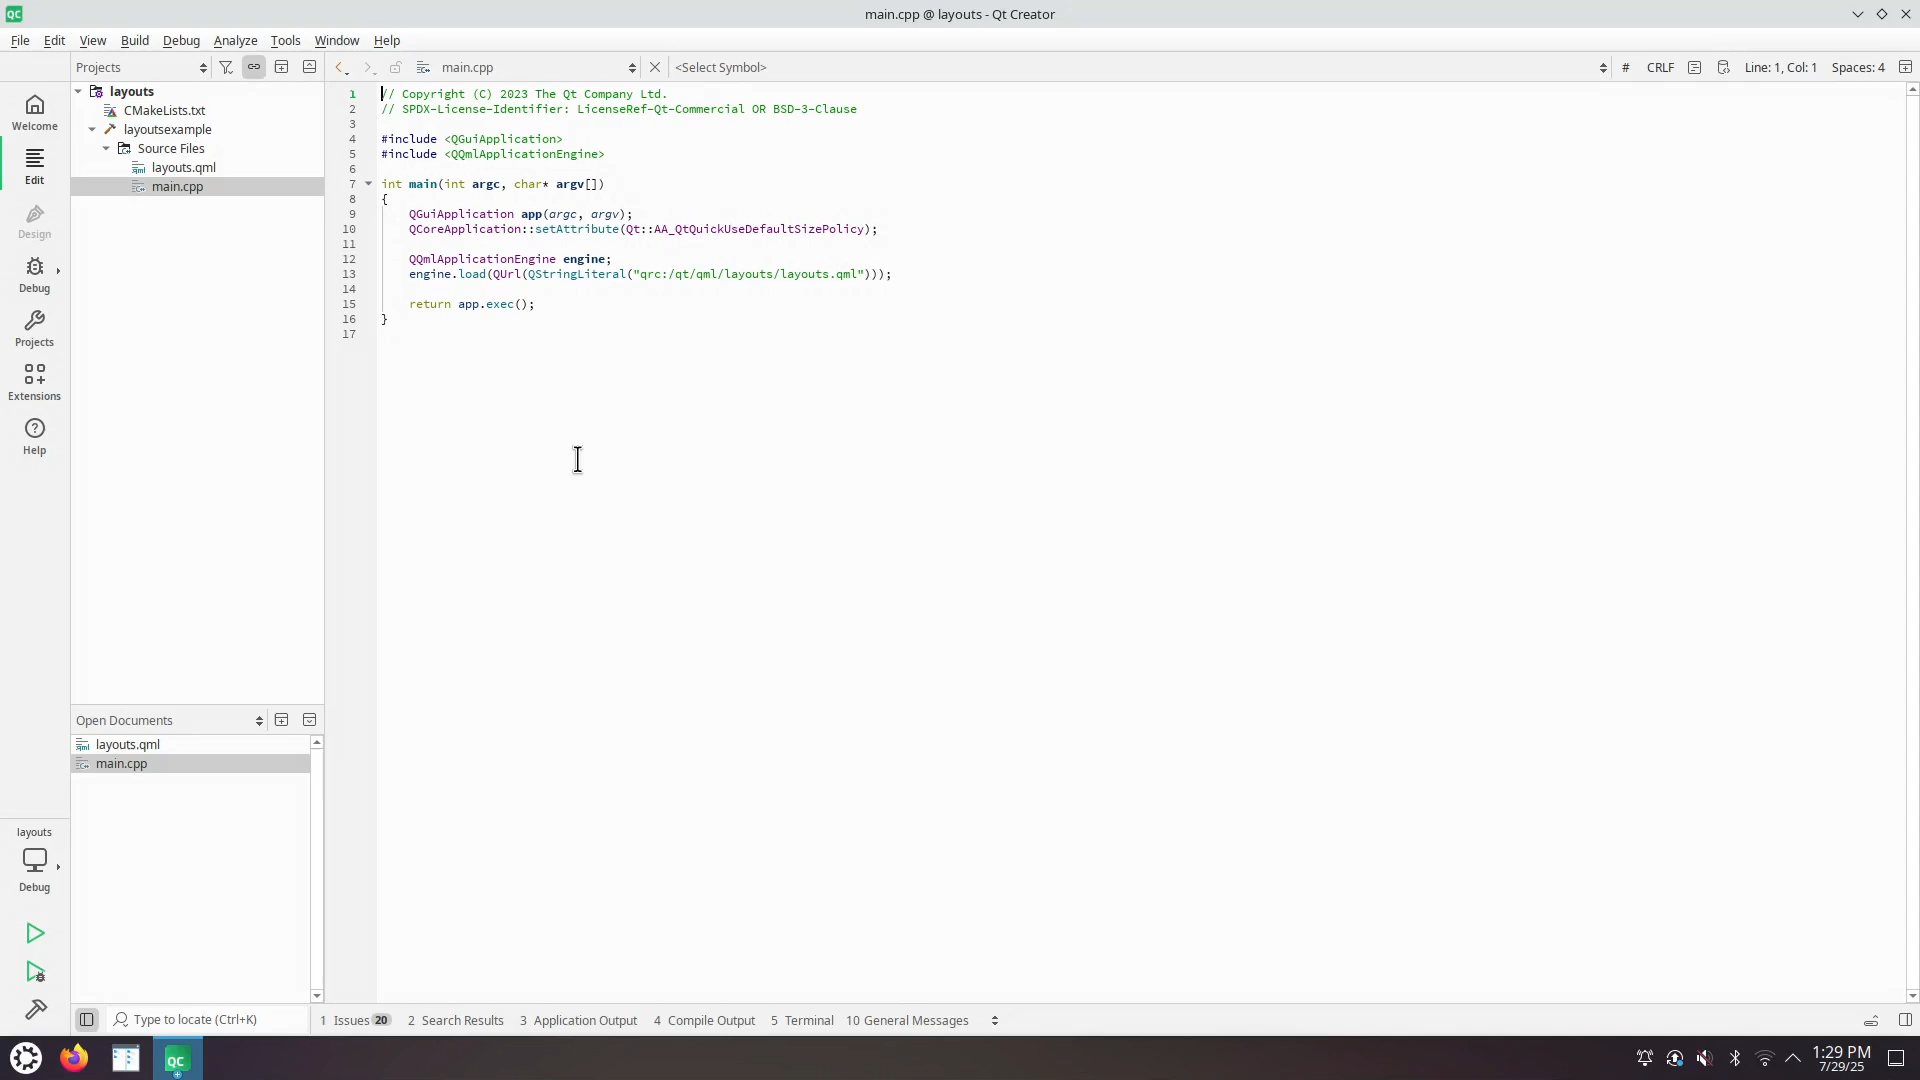 main.cpp @ layouts - Qt Creator
File Edit View Build Debug Analyze Tools Window Help
Projects
main.cpp
<Select Symbol>
# CRLF Line: 1, Col: 1 Spaces: 4
layouts
CMakeLists.txt
layoutsexample
Source Files
layouts.qml
main.cpp
Welcome
Edit
Design
Debug
Projects
Extensions
Help
1 // Copyright (C) 2023 The Qt Company Ltd.
2 // SPDX-License-Identifier: LicenseRef-Qt-Commercial OR BSD-3-Clause
3
4 #include <QGuiApplication>
5 #include <QQmlApplicationEngine>
6
7 int main(int argc, char* argv[])
8 {
9 QGuiApplication app(argc, argv);
10 QCoreApplication::setAttribute(Qt::AA_QtQuickUseDefaultSizePolicy);
11
12 QQmlApplicationEngine engine;
13 engine.load(QUrl(QStringLiteral("qrc:/qt/qml/layouts/layouts.qml")));
14
15 return app.exec();
16 }
17
Open Documents
layouts.qml
main.cpp
layouts
Debug
Type to locate (Ctrl+K)
1 Issues 20 2 Search Results 3 Application Output 4 Compile Output 5 Terminal 10 General Messages
QC
QC
1:29 PM
7/29/25